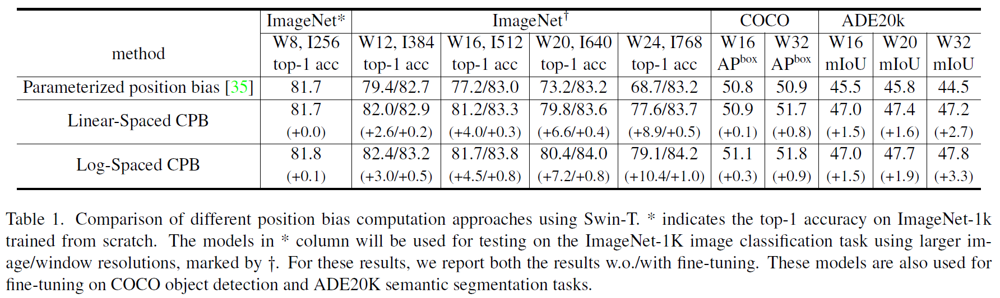 ImageNet* ImageNet† COCO ADE20k
method W8, I256 W12, I384 W16, I512 W20, I640 W24, I768 W16 W32 W16 W20 W32
top-1 acc top-1 acc top-1 acc top-1 acc top-1 acc APbox APbox mIoU mIoU mIoU
Parameterized position bias [35] 81.7 79.4/82.7 77.2/83.0 73.2/83.2 68.7/83.2 50.8 50.9 45.5 45.8 44.5
Linear-Spaced CPB 81.7 82.0/82.9 81.2/83.3 79.8/83.6 77.6/83.7 50.9 51.7 47.0 47.4 47.2
(+0.0) (+2.6/+0.2) (+4.0/+0.3) (+6.6/+0.4) (+8.9/+0.5) (+0.1) (+0.8) (+1.5) (+1.6) (+2.7)
Log-Spaced CPB 81.8 82.4/83.2 81.7/83.8 80.4/84.0 79.1/84.2 51.1 51.8 47.0 47.7 47.8
(+0.1) (+3.0/+0.5) (+4.5/+0.8) (+7.2/+0.8) (+10.4/+1.0) (+0.3) (+0.9) (+1.5) (+1.9) (+3.3)
Table 1. Comparison of different position bias computation approaches using Swin-T. * indicates the top-1 accuracy on ImageNet-1k
trained from scratch. The models in * column will be used for testing on the ImageNet-1K image classification task using larger im-
age/window resolutions, marked by †. For these results, we report both the results w.o./with fine-tuning. These models are also used for
fine-tuning on COCO object detection and ADE20K semantic segmentation tasks.